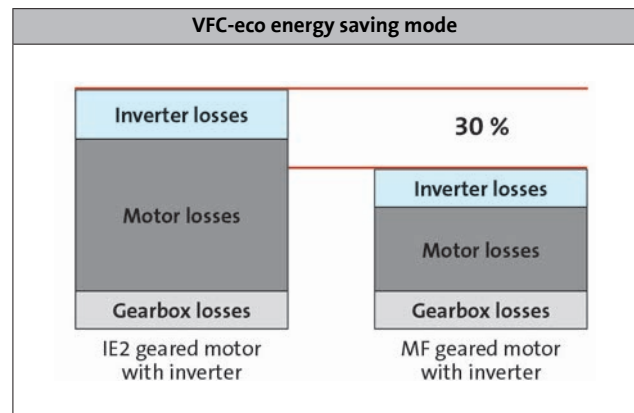 VFC-eco energy saving mode
Inverter losses
30 %
Inverter losses
Motor losses
Motor losses
Gearbox losses
Gearbox losses
IE2 geared motor
with inverter
MF geared motor
with inverter